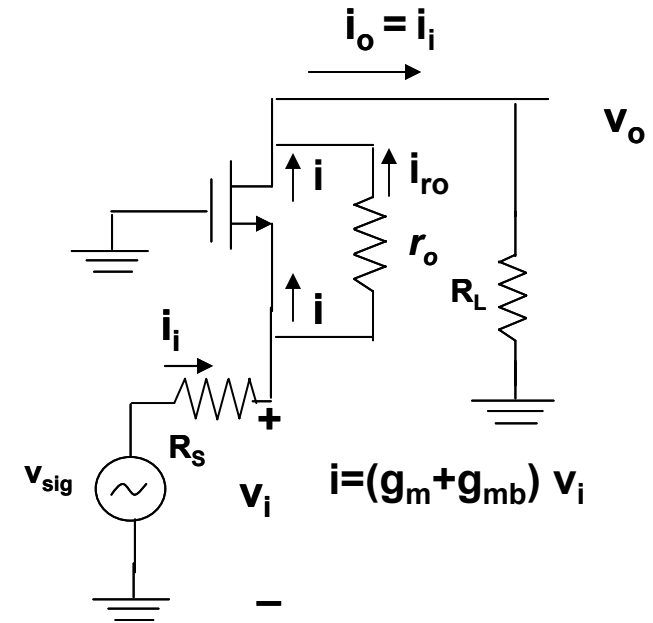 i_o = i_i
v_o
i
i_ro
r_o
R_L
i
i_i
+
R_S
v_sig
v_i
i=(g_m+g_mb) v_i
–